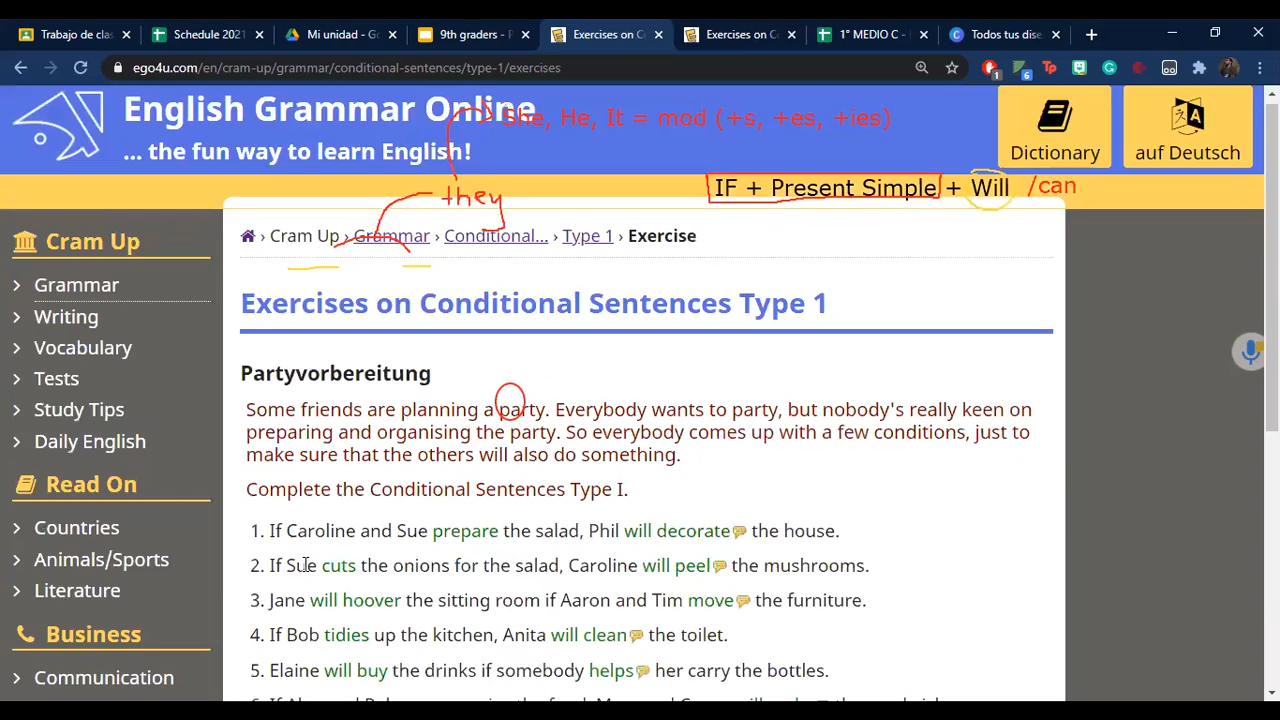 Trabajo de cla
Schedule 2021
Mi unidad - Go
9th graders - P
Exercises on Co
Exercises on Co
1° MEDIO C -
Todos tus dise
ego4u.com/en/cram-up/grammar/conditional-sentences/type-1/exercises
English Grammar Online
... the fun way to learn English!
She, He, It = mod (+s, +es, +ies)
Dictionary
auf Deutsch
they
IF + Present Simple + Will /can
Cram Up › Grammar › Conditional... › Type 1 › Exercise
Cram Up
Grammar
Writing
Vocabulary
Tests
Study Tips
Daily English
Read On
Countries
Animals/Sports
Literature
Business
Communication
Exercises on Conditional Sentences Type 1
Partyvorbereitung
Some friends are planning a party. Everybody wants to party, but nobody's really keen on
preparing and organising the party. So everybody comes up with a few conditions, just to
make sure that the others will also do something.
Complete the Conditional Sentences Type I.
1. If Caroline and Sue prepare the salad, Phil will decorate the house.
2. If Sue cuts the onions for the salad, Caroline will peel the mushrooms.
3. Jane will hoover the sitting room if Aaron and Tim move the furniture.
4. If Bob tidies up the kitchen, Anita will clean the toilet.
5. Elaine will buy the drinks if somebody helps her carry the bottles.